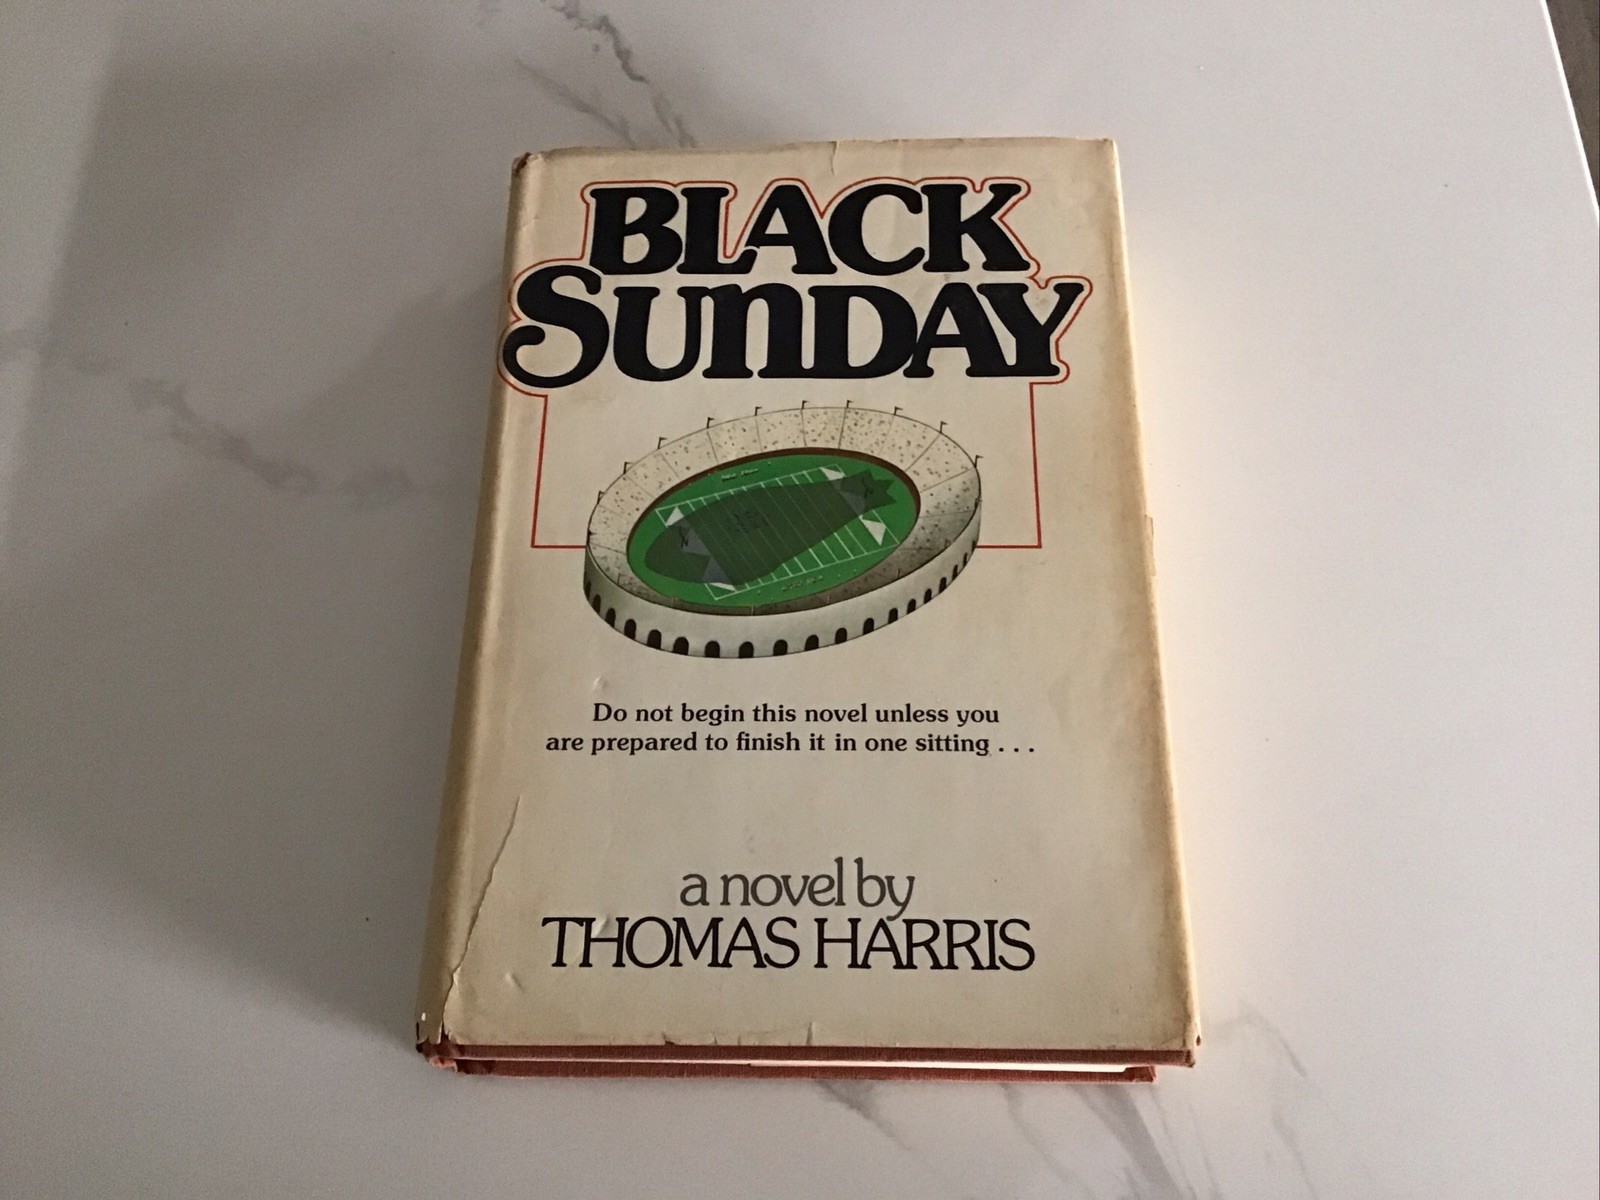 BLACK
SUNDAY
Do not begin this novel unless you
are prepared to finish it in one sitting . . .
a novel by
THOMAS HARRIS